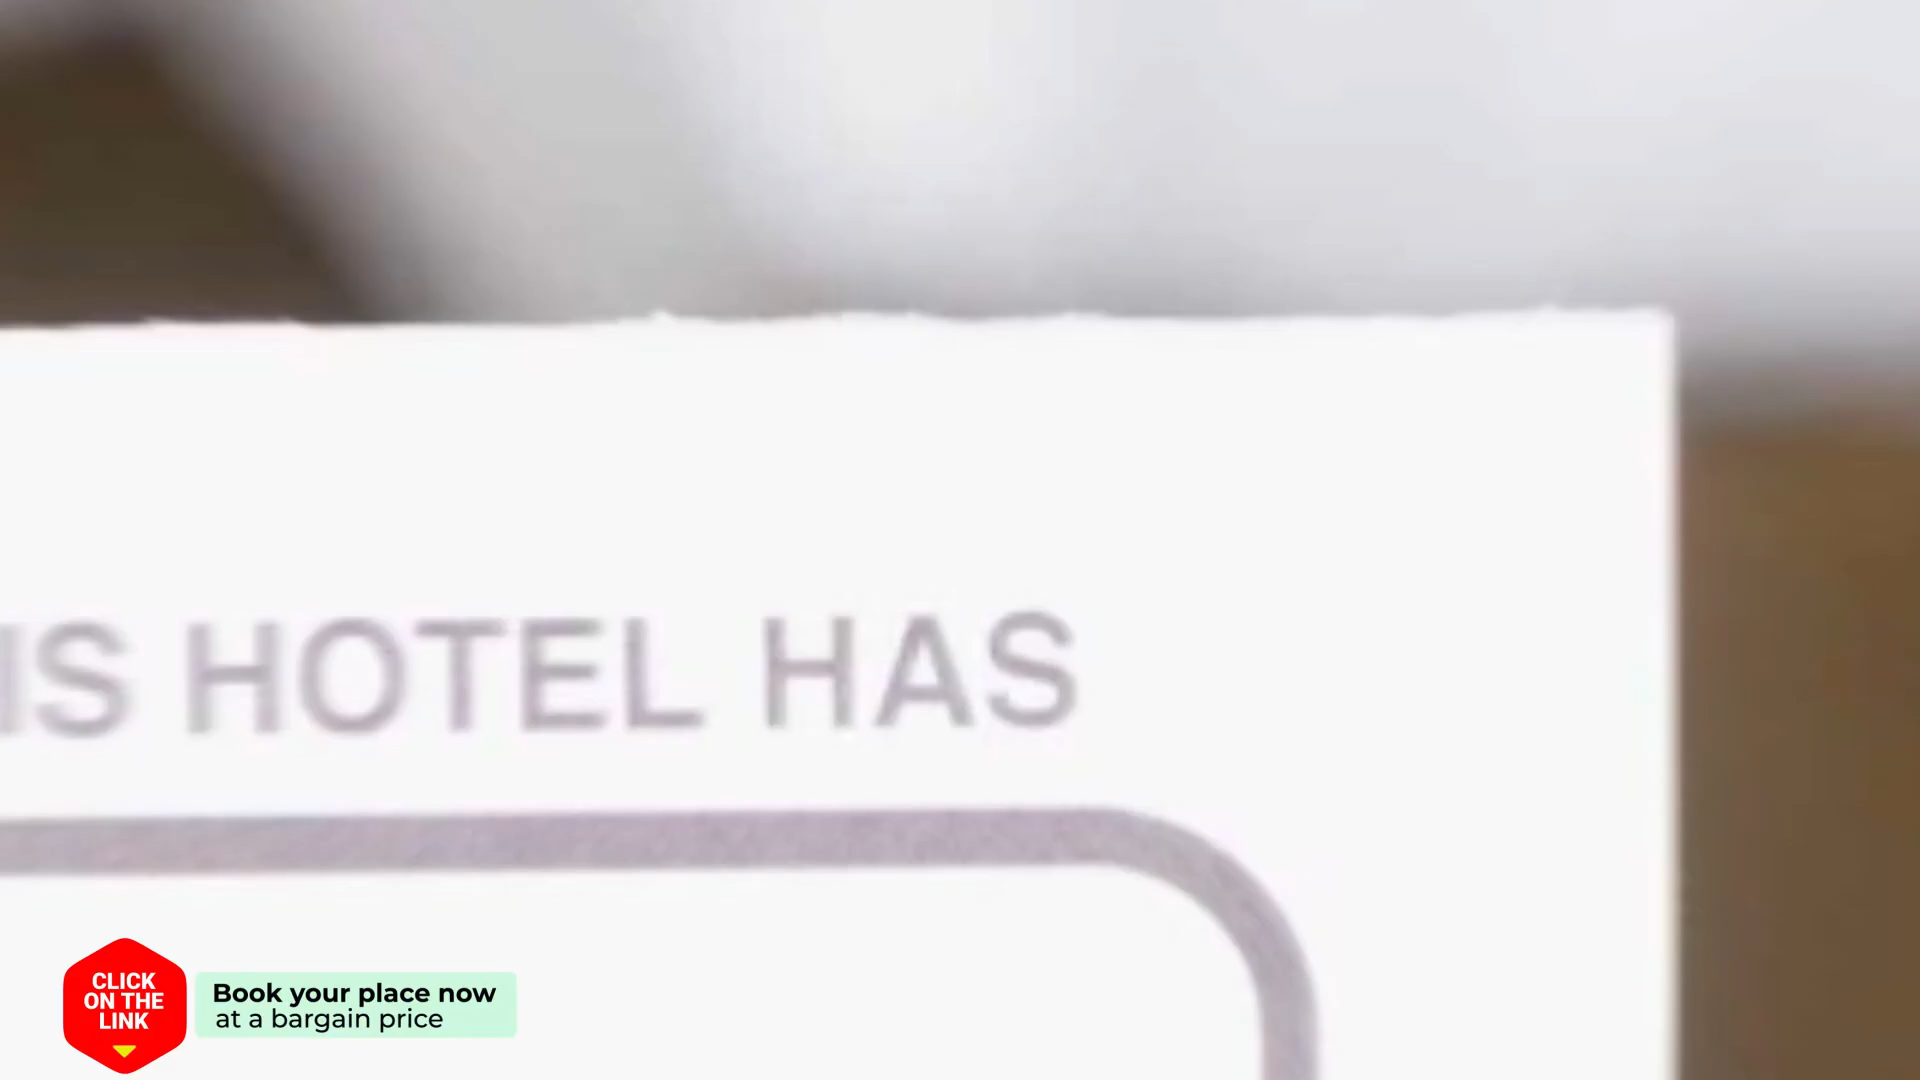 IS HOTEL HAS
CLICK
ON THE
LINK
Book your place now
at a bargain price